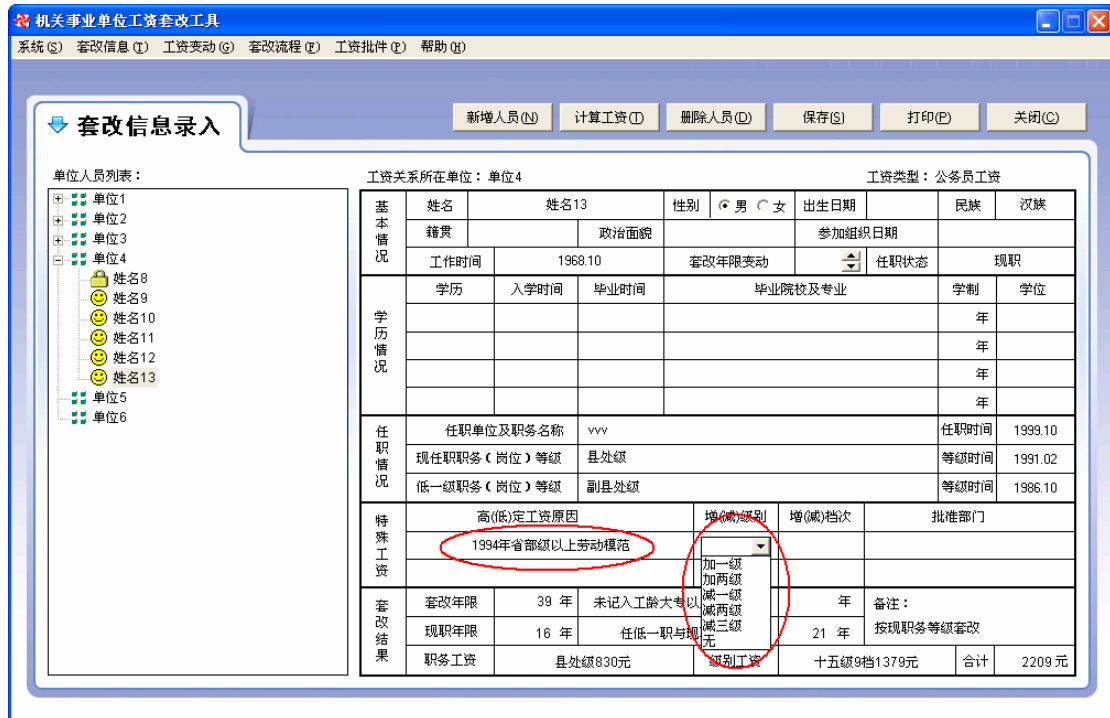 机关事业单位工资套改工具
系统(S) 套改信息(T) 工资变动(G) 套改流程(F) 工资批件(P) 帮助(H)
套改信息录入
新增人员(N) 计算工资(T) 删除人员(D) 保存(S) 打印(P) 关闭(C)
单位人员列表：
单位1
单位2
单位3
单位4
姓名8
姓名9
姓名10
姓名11
姓名12
姓名13
单位5
单位6
工资关系所在单位：单位4 工资类型：公务员工资
基本情况
姓名 姓名13 性别 男 女 出生日期 民族 汉族
籍贯 政治面貌 参加组织日期
工作时间 1968.10 套改年限变动 任职状态 现职
学历情况
学历 入学时间 毕业时间 毕业院校及专业 学制 学位
年
年
年
年
任职情况
任职单位及职务名称 vvv 任职时间 1999.10
现任职职务(岗位)等级 县处级 等级时间 1991.02
低一级职务(岗位)等级 副县处级 等级时间 1986.10
特殊工资
高(低)定工资原因 增(减)级别 增(减)档次 批准部门
1994年省部级以上劳动模范
加一级
加两级
减一级
减两级
减三级
无
套改结果
套改年限 39 年 未记入工龄大专以 年 备注：
现职年限 16 年 任低一职与现 21 年 按现职务等级套改
职务工资 县处级830元 级别工资 十五级9档1379元 合计 2209元